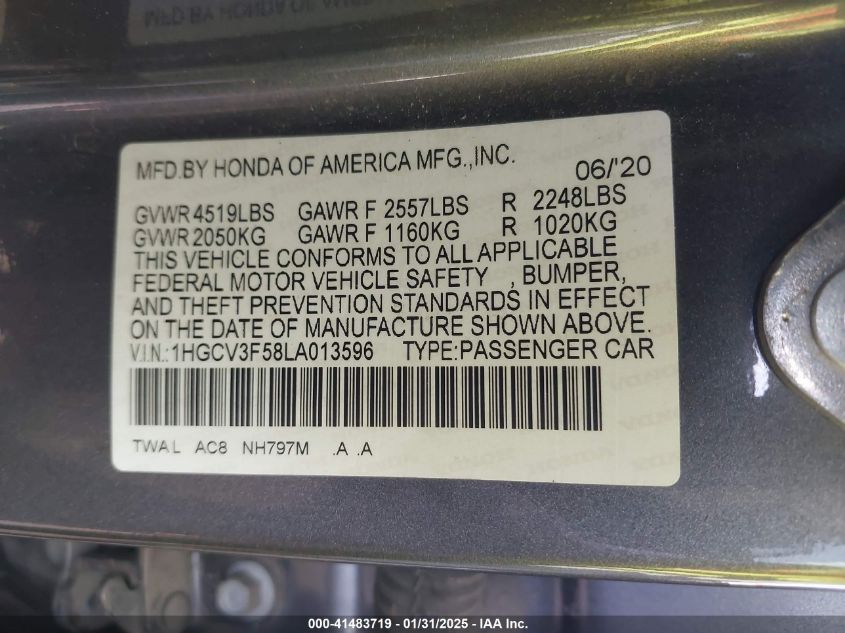 MFD.BY HONDA OF AMERICA MFG.,INC. 06/'20
GVWR 4519LBS GAWR F 2557LBS R 2248LBS
GVWR 2050KG GAWR F 1160KG R 1020KG
THIS VEHICLE CONFORMS TO ALL APPLICABLE
FEDERAL MOTOR VEHICLE SAFETY , BUMPER,
AND THEFT PREVENTION STANDARDS IN EFFECT
ON THE DATE OF MANUFACTURE SHOWN ABOVE.
V.I.N.:1HGCV3F58LA013596 TYPE:PASSENGER CAR
TWAL AC8 NH797M .A .A
000-41483719 - 01/31/2025 - IAA Inc.